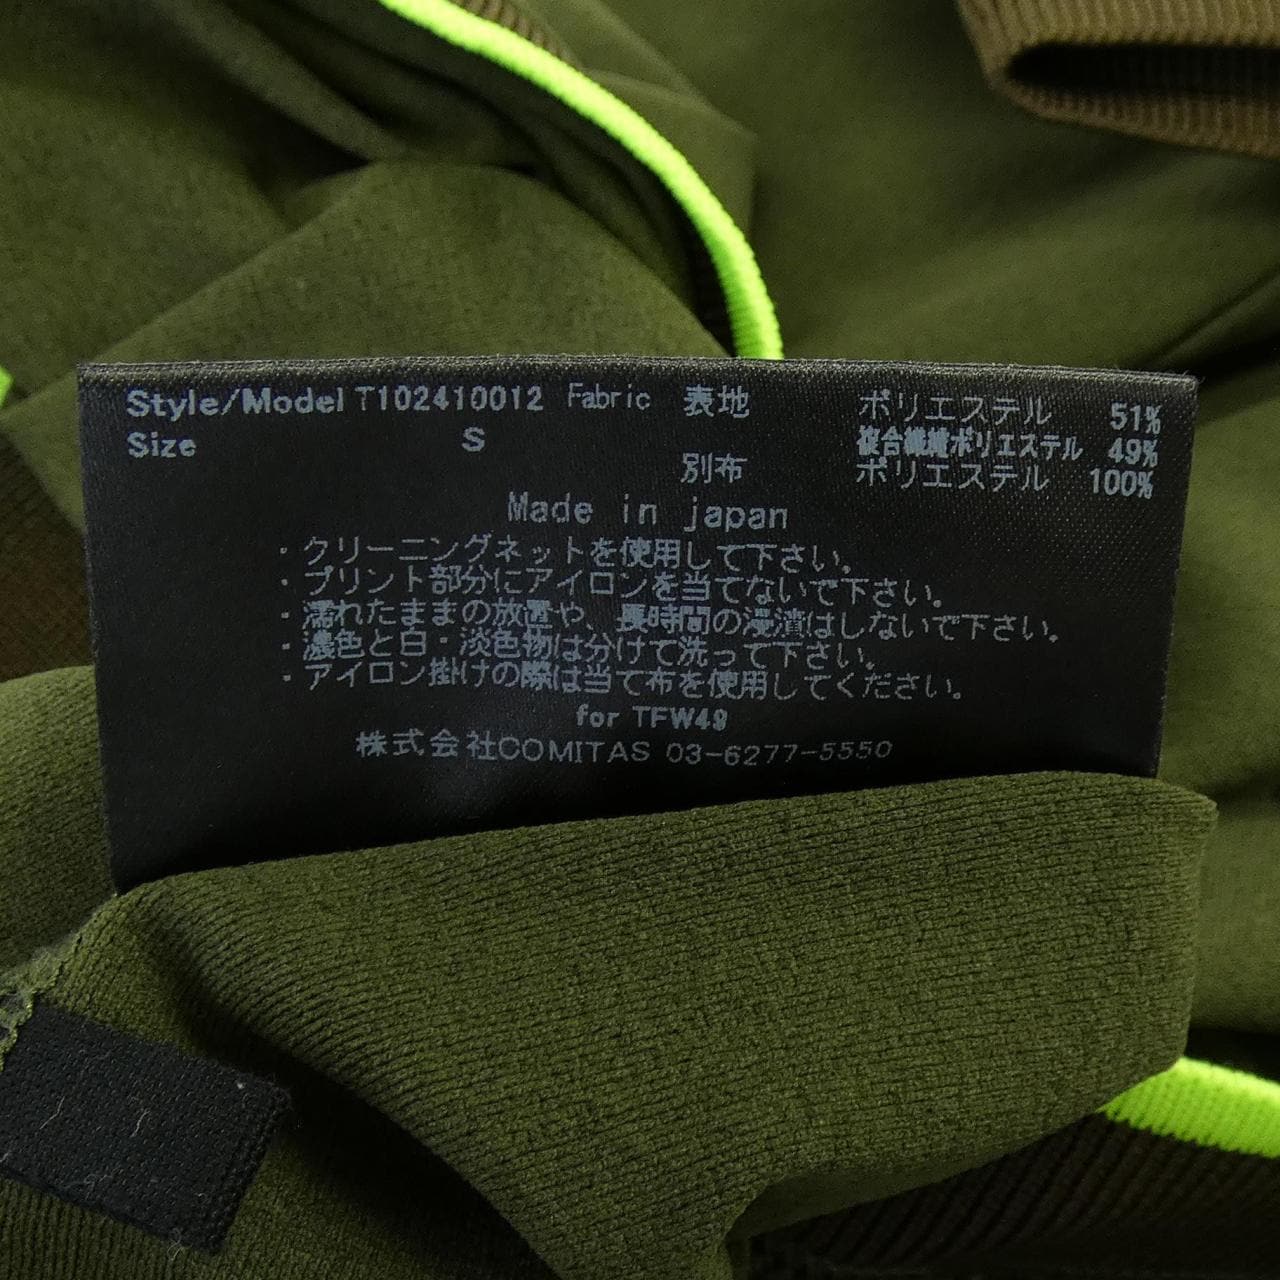 Style/Model T102410012 Fabric 表地 ポリエステル 51%
複合繊維ポリエステル 49%
Size S
別布 ポリエステル 100%
Made in japan
・クリーニングネットを使用して下さい。
・プリント部分にアイロンを当てないで下さい。
・濡れたままの放置や、長時間の浸漬はしないで下さい。
・濃色と白・淡色物は分けて洗って下さい。
・アイロン掛けの際は当て布を使用してください。
for TFW49
株式会社COMITAS 03-6277-5550